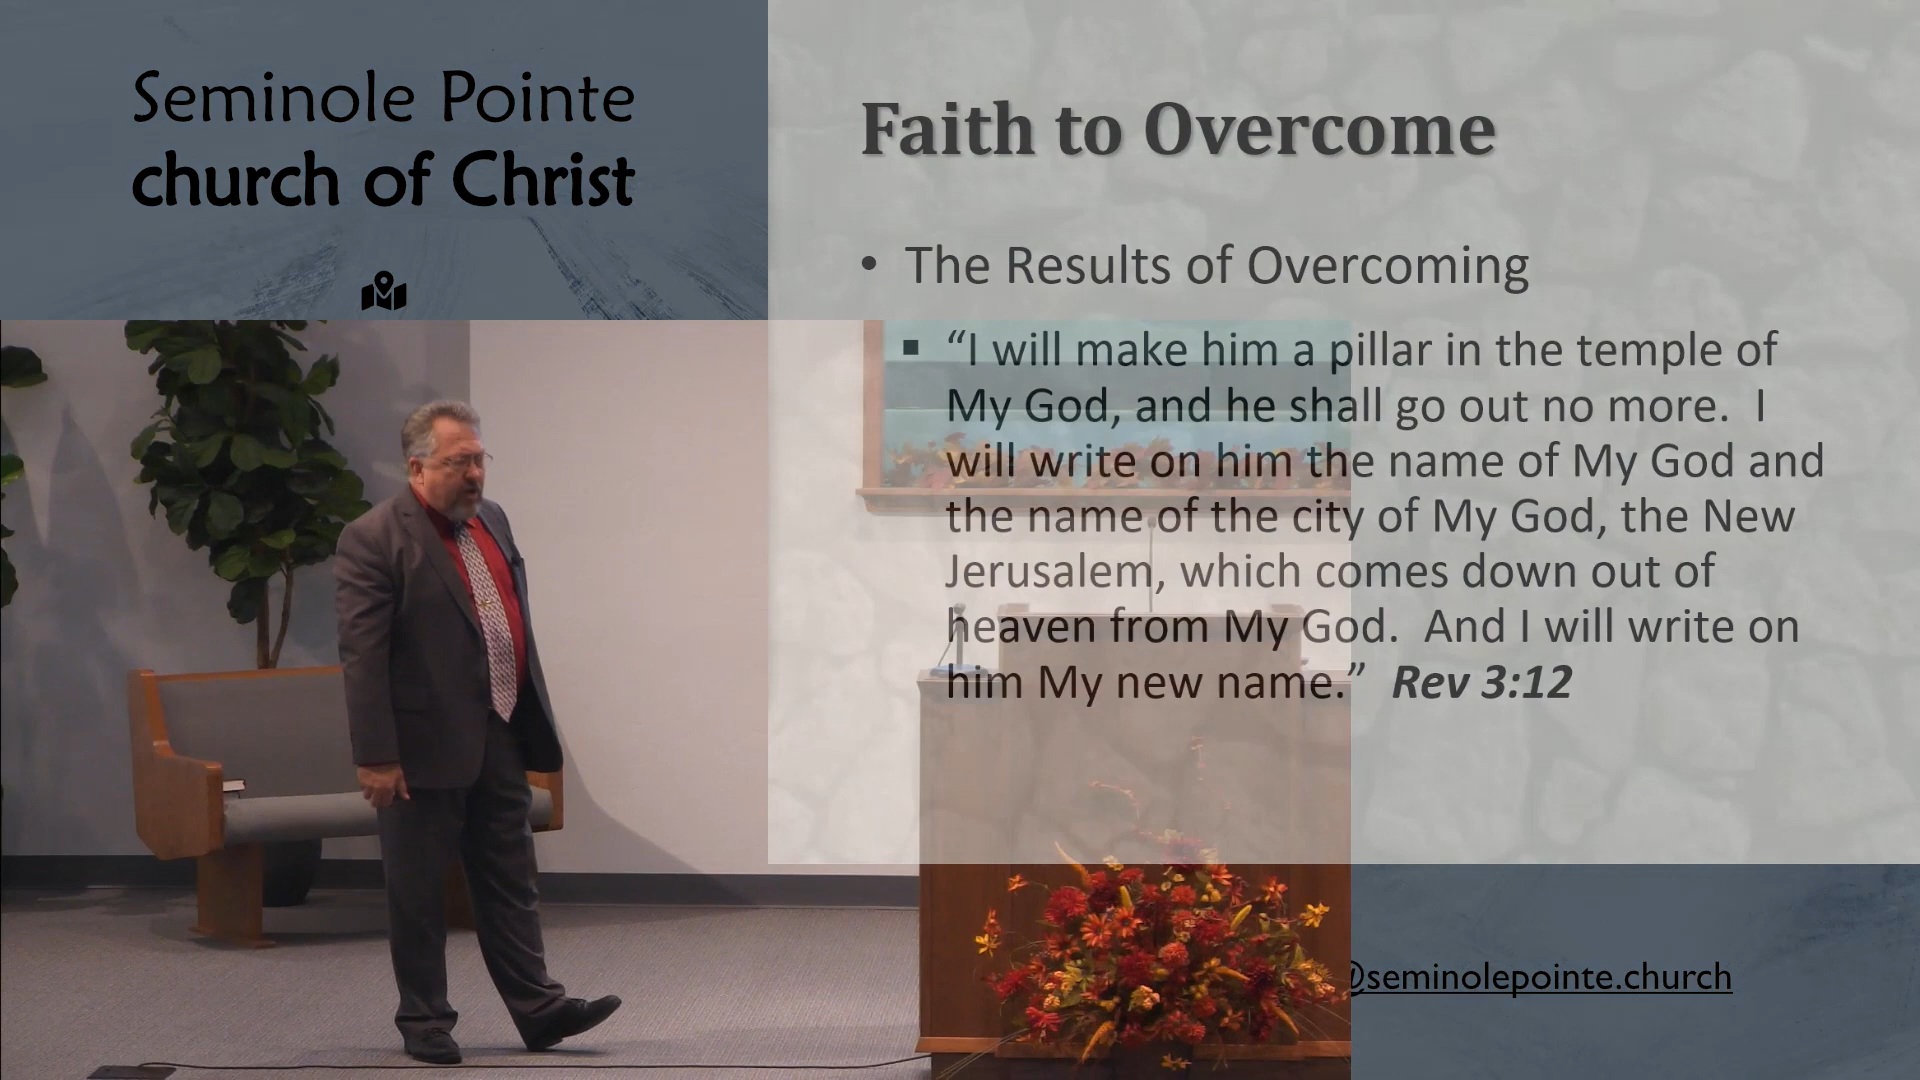 Seminole Pointe
church of Christ
Faith to Overcome
• The Results of Overcoming
▪ “I will make him a pillar in the temple of
My God, and he shall go out no more.  I
will write on him the name of My God and
the name of the city of My God, the New
Jerusalem, which comes down out of
heaven from My God.  And I will write on
him My new name.”  Rev 3:12
@seminolepointe.church